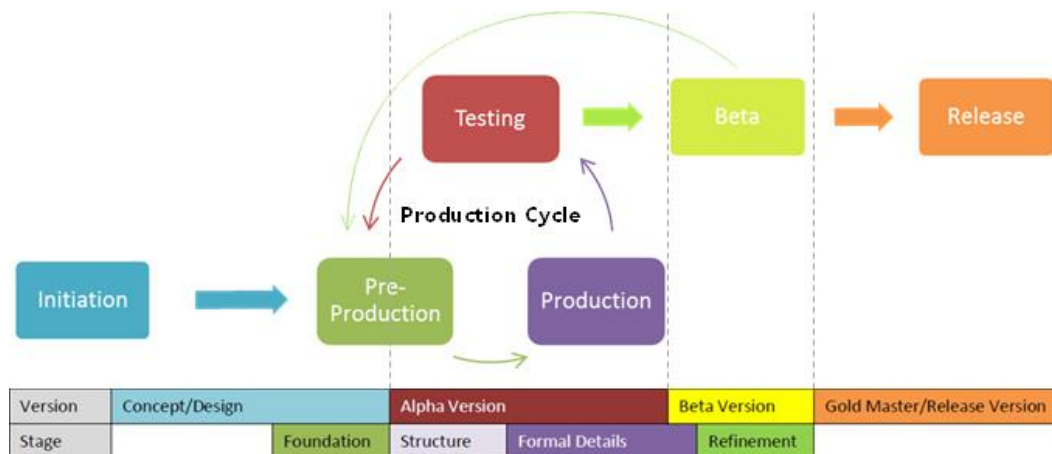 Testing
Beta
Release
Production Cycle
Initiation
Pre-
Production
Production
Version
Concept/Design
Alpha Version
Beta Version
Gold Master/Release Version
Stage
Foundation
Structure
Formal Details
Refinement